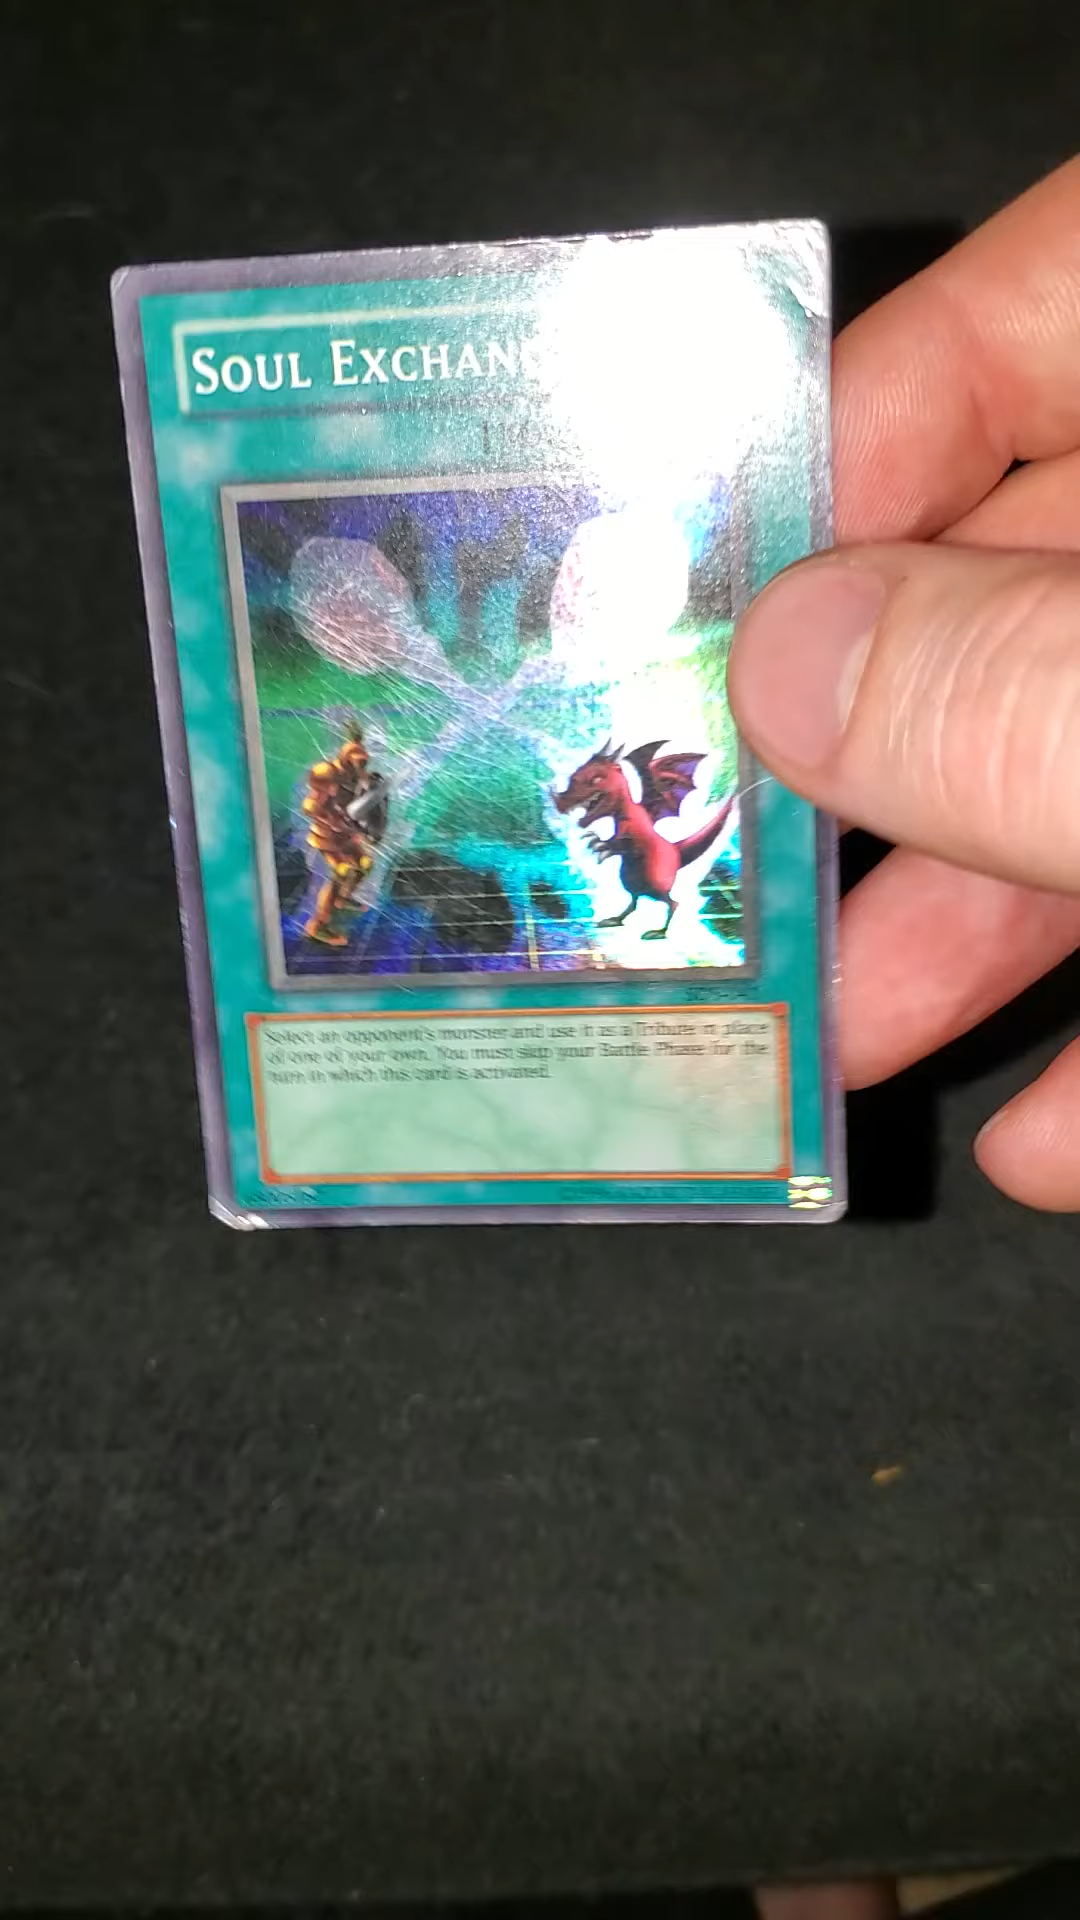 SOUL EXCHAN
Select an opponent's monster and use it as a Tribute in place
of one of your own. You must skip your Battle Phase for the
turn in which this card is activated.